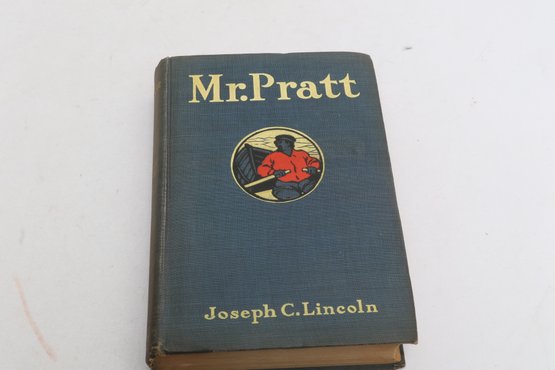 Mr. Pratt
Joseph C. Lincoln